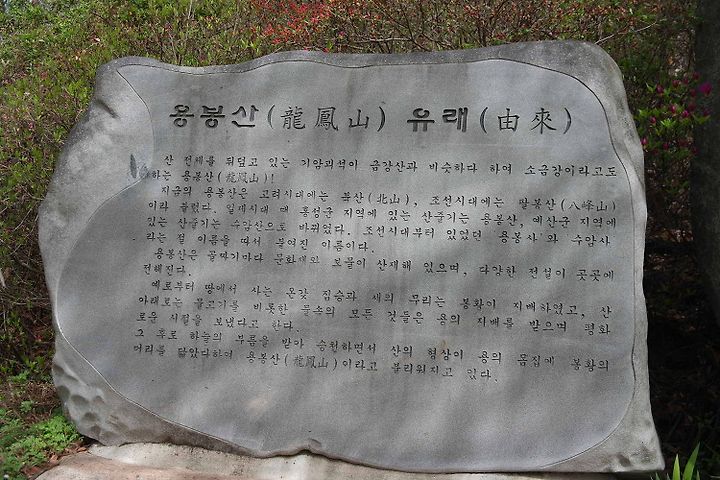 용봉산(龍鳳山) 유래(由來)
산 전체를 뒤덮고 있는 기암괴석이 금강산과 비슷하다 하여 소금강이라고도
하는 용봉산(龍鳳山)!
지금의 용봉산은 고려시대에는 북산(北山), 조선시대에는 팔봉산(八峰山)
이라 불렀다. 일제시대 때 홍성군 지역에 있는 산줄기는 용봉산, 예산군 지역에
있는 산줄기는 수암산으로 바뀌었다. 조선시대부터 있었던 용봉사와 수암사
라는 절 이름을 따서 붙여진 이름이다.
용봉산은 골짜기마다 문화재와 보물이 산재해 있으며, 다양한 전설이 곳곳에
전해진다.
예로부터 땅에서 사는 온갖 짐승과 새의 무리는 봉황이 지배하였고, 산
아래로는 물고기를 비롯한 물속의 모든 것들은 용의 지배를 받으며 평화
로운 시절을 보냈다고 한다.
그 후로 하늘의 부름을 받아 승천하면서 산의 형상이 용의 몸집에 봉황의
머리를 닮았다하여 용봉산(龍鳳山)이라고 불리워지고 있다.